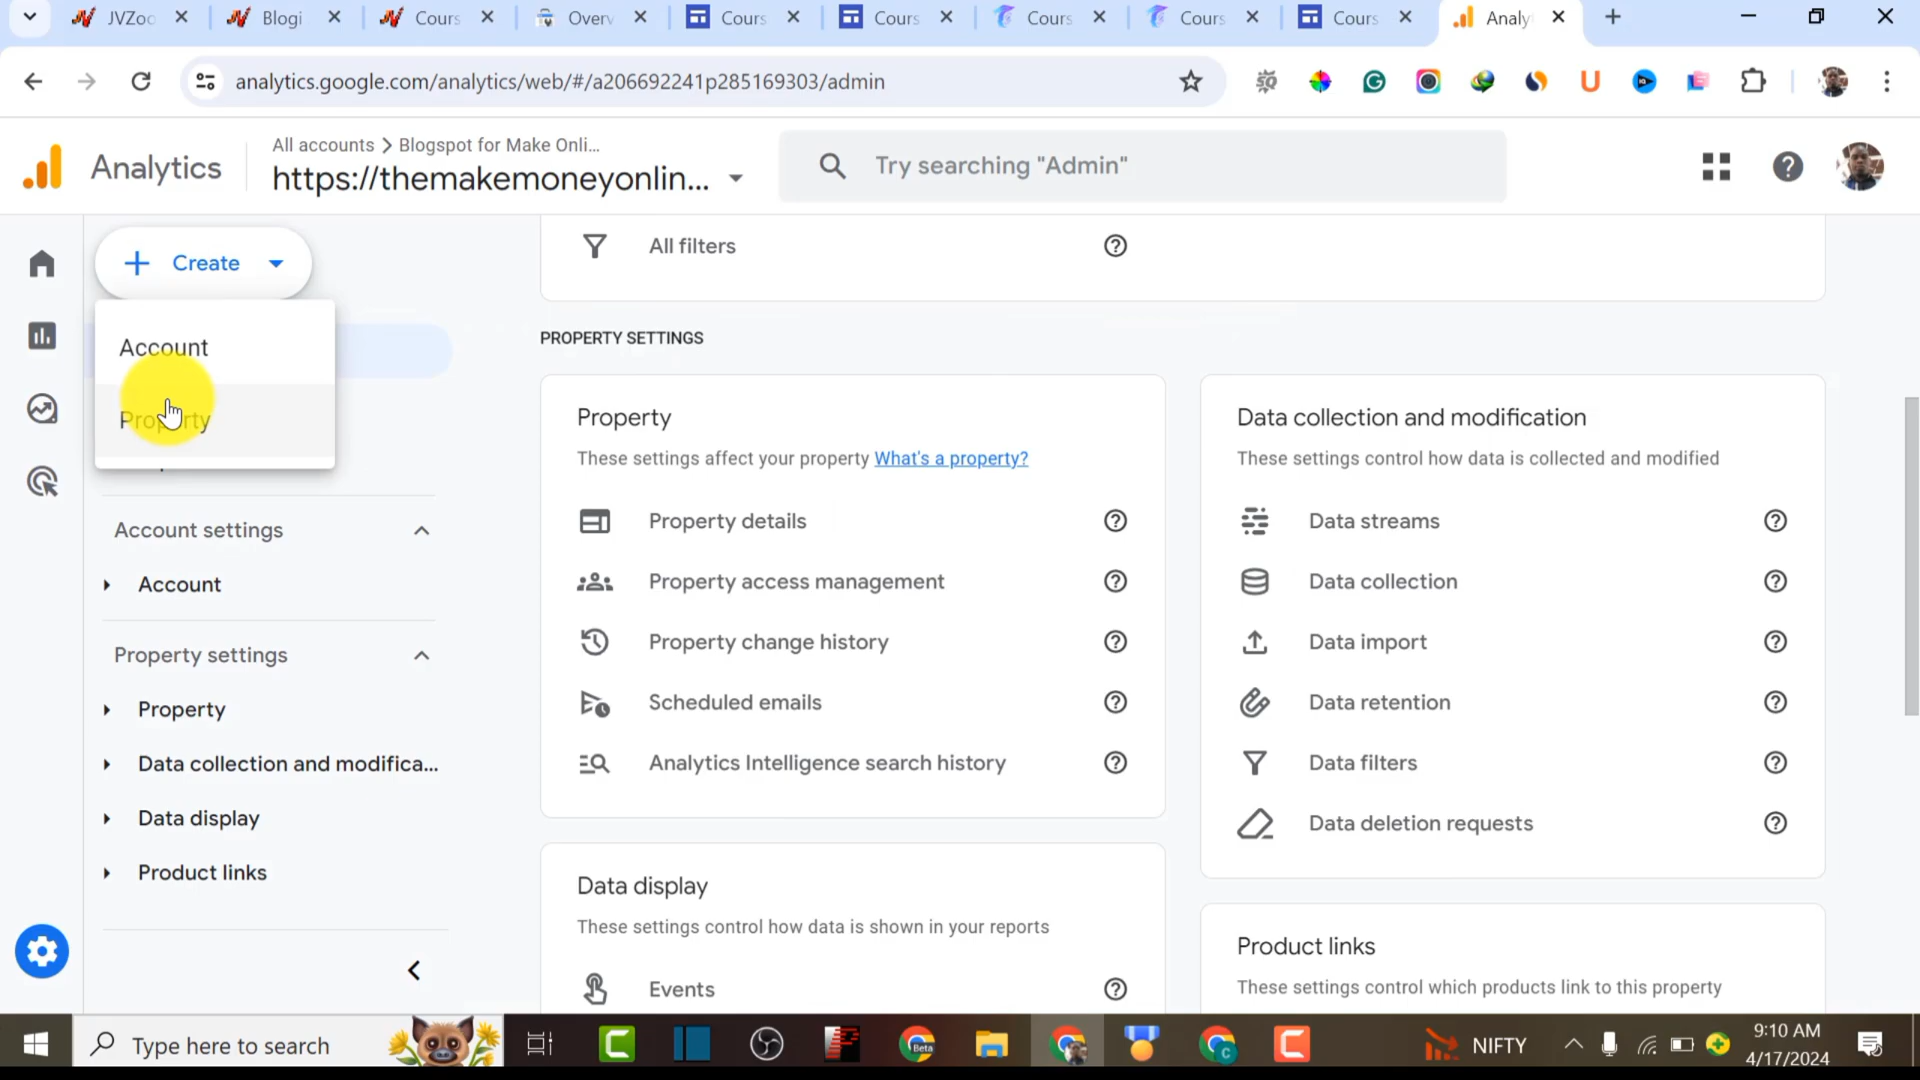 JVZoo
Blogi
Cours
Overv
Cours
Cours
Cours
Cours
Cours
Analy
analytics.google.com/analytics/web/#/a206692241p285169303/admin
Analytics
All accounts > Blogspot for Make Onli...
https://themakemoneyonlin...
Try searching "Admin"
Create
Account
Property
All filters
PROPERTY SETTINGS
Property
These settings affect your property What's a property?
Property details
Property access management
Property change history
Scheduled emails
Analytics Intelligence search history
Data collection and modification
These settings control how data is collected and modified
Data streams
Data collection
Data import
Data retention
Data filters
Data deletion requests
Account settings
Account
Property settings
Property
Data collection and modifica...
Data display
Product links
Data display
These settings control how data is shown in your reports
Events
Product links
These settings control which products link to this property
Type here to search
Beta
NIFTY
9:10 AM
4/17/2024